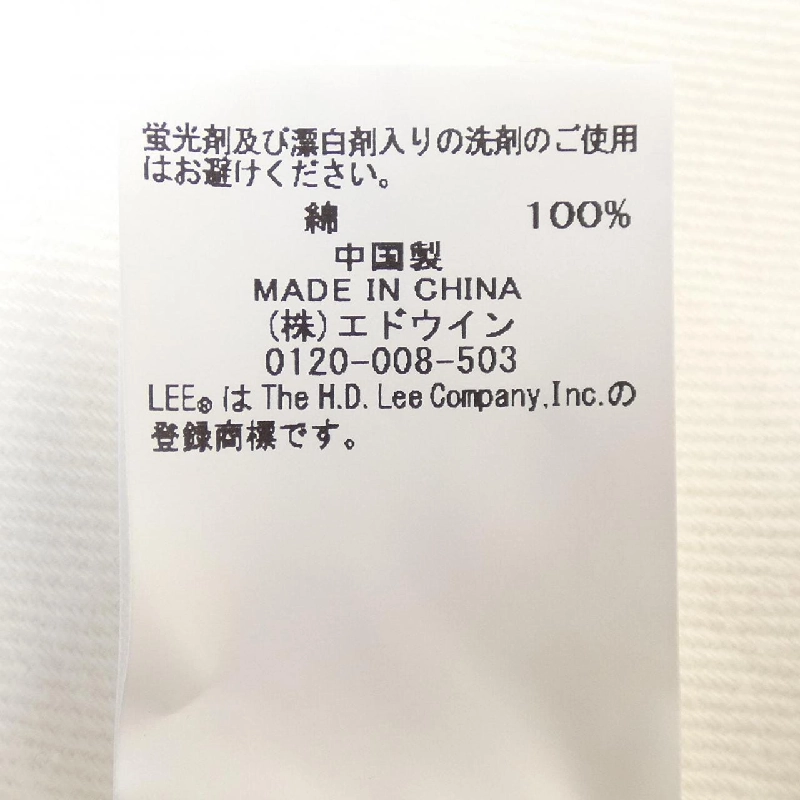 蛍光剤及び漂白剤入りの洗剤のご使用
はお避けください。
綿 100%
中国製
MADE IN CHINA
(株)エドウイン
0120-008-503
LEE®は The H.D. Lee Company,Inc.の
登録商標です。